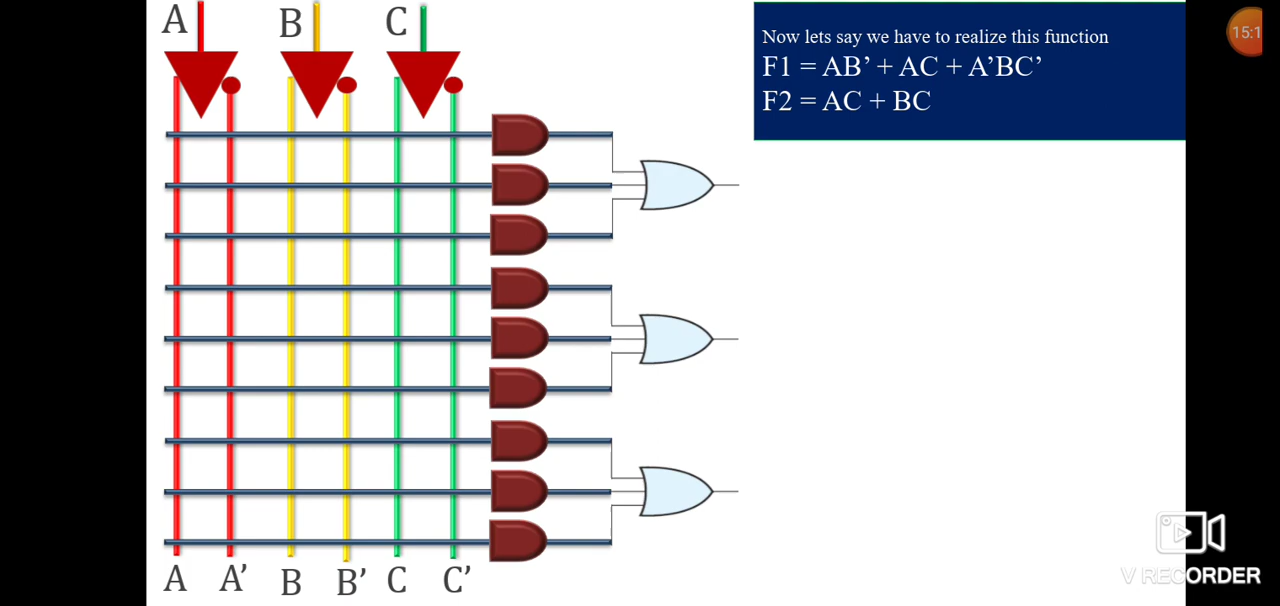 A B C
Now lets say we have to realize this function
F1 = AB’ + AC + A’BC’
F2 = AC + BC
15:1
A A’ B B’ C C’
V RECORDER